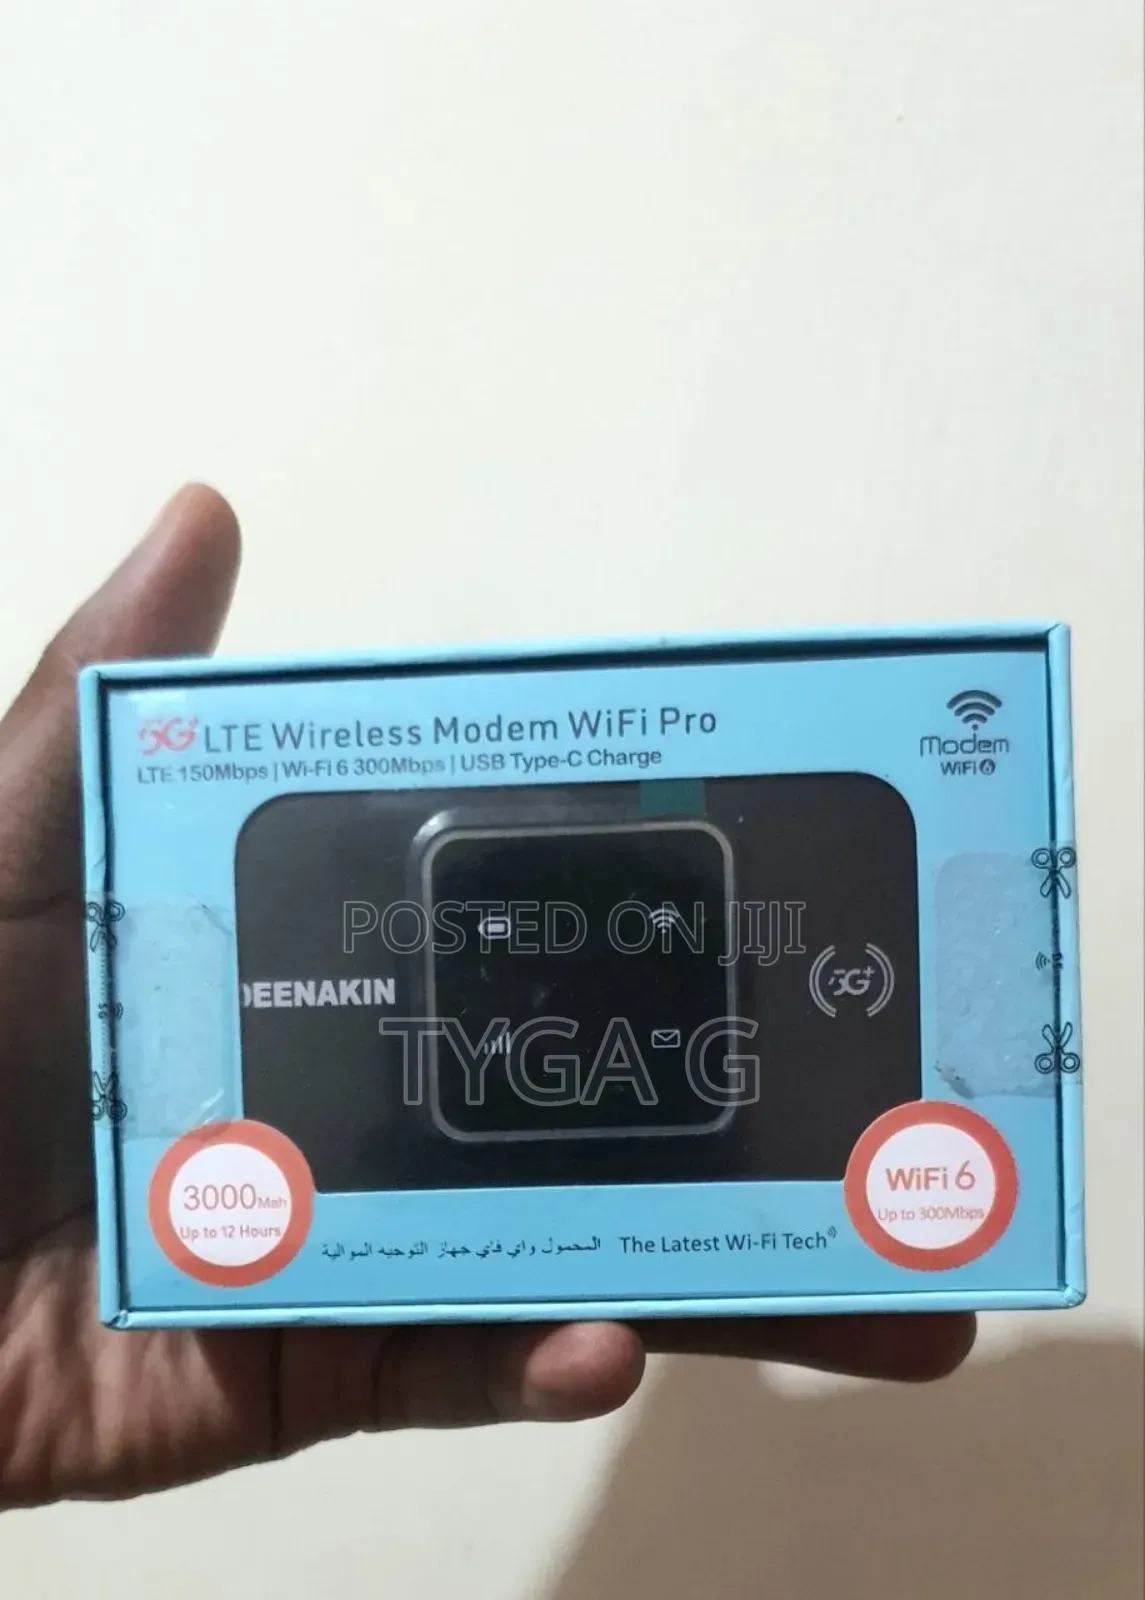 5G+ LTE Wireless Modem WiFi Pro
LTE 150Mbps | Wi-Fi 6 300Mbps | USB Type-C Charge
Modem
WiFi 6
POSTED ON JIJI
DEENAKIN
5G+
TYGA G
3000Mah
Up to 12 Hours
WiFi 6
Up to 300Mbps
المحمول واي فاي جهاز التوجيه الموالية The Latest Wi-Fi Tech